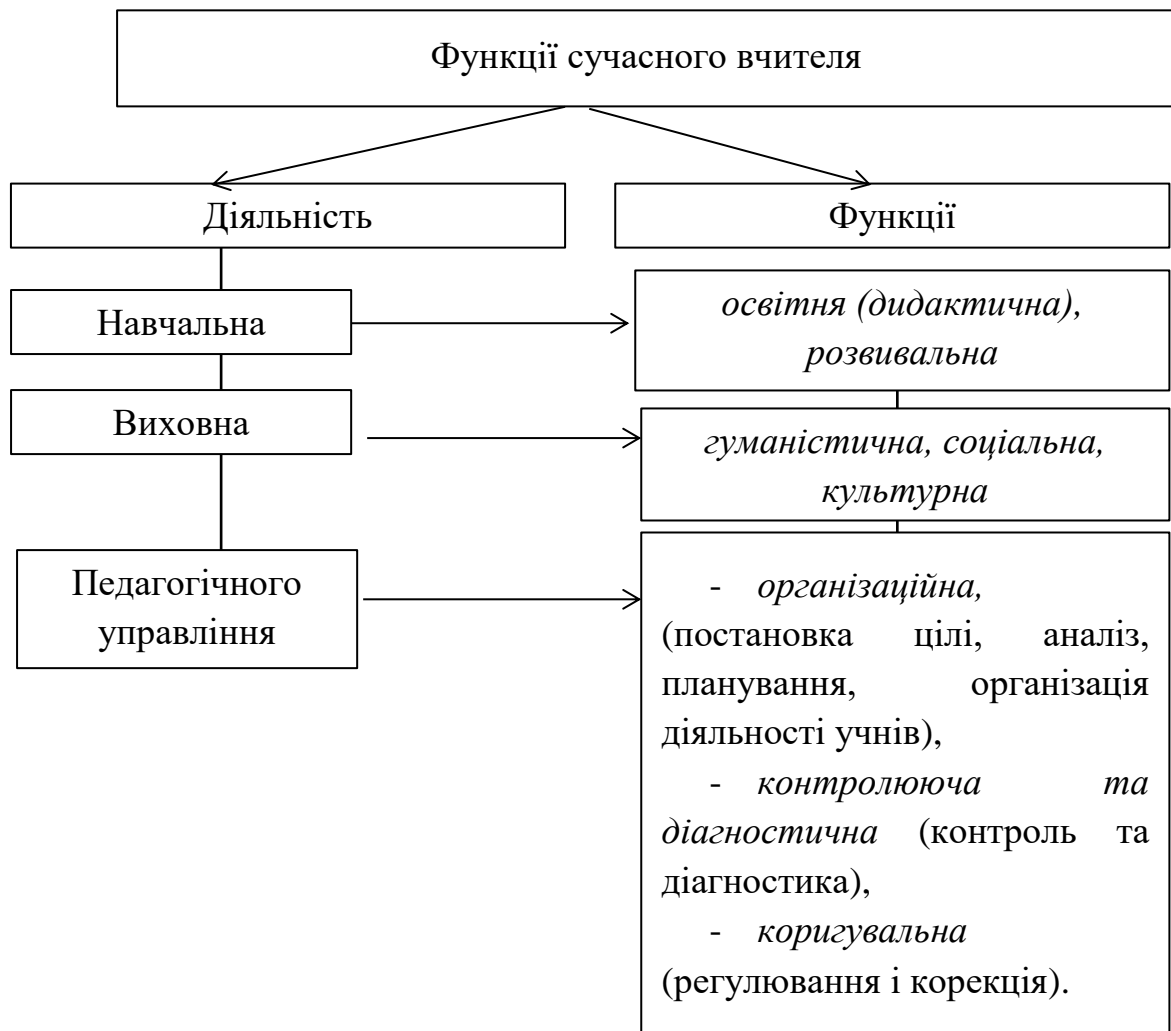 Функції сучасного вчителя
Діяльність
Функції
Навчальна
освітня (дидактична),
розвивальна
Виховна
гуманістична, соціальна,
культурна
Педагогічного
управління
- організаційна,
(постановка цілі, аналіз,
планування, організація
діяльності учнів),
- контролююча та
діагностична (контроль та
діагностика),
- коригувальна
(регулювання і корекція).